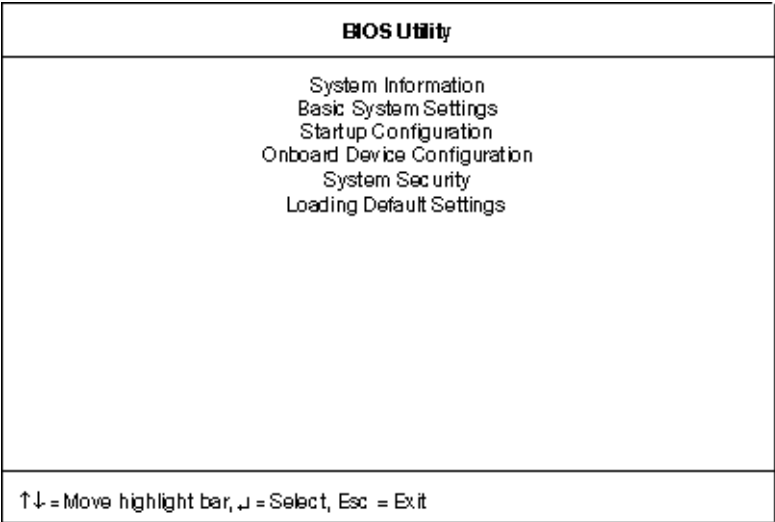 BIOS Utility
System Information
Basic System Settings
Startup Configuration
Onboard Device Configuration
System Security
Loading Default Settings
↑↓ = Move highlight bar, ↵ = Select, Esc = Exit